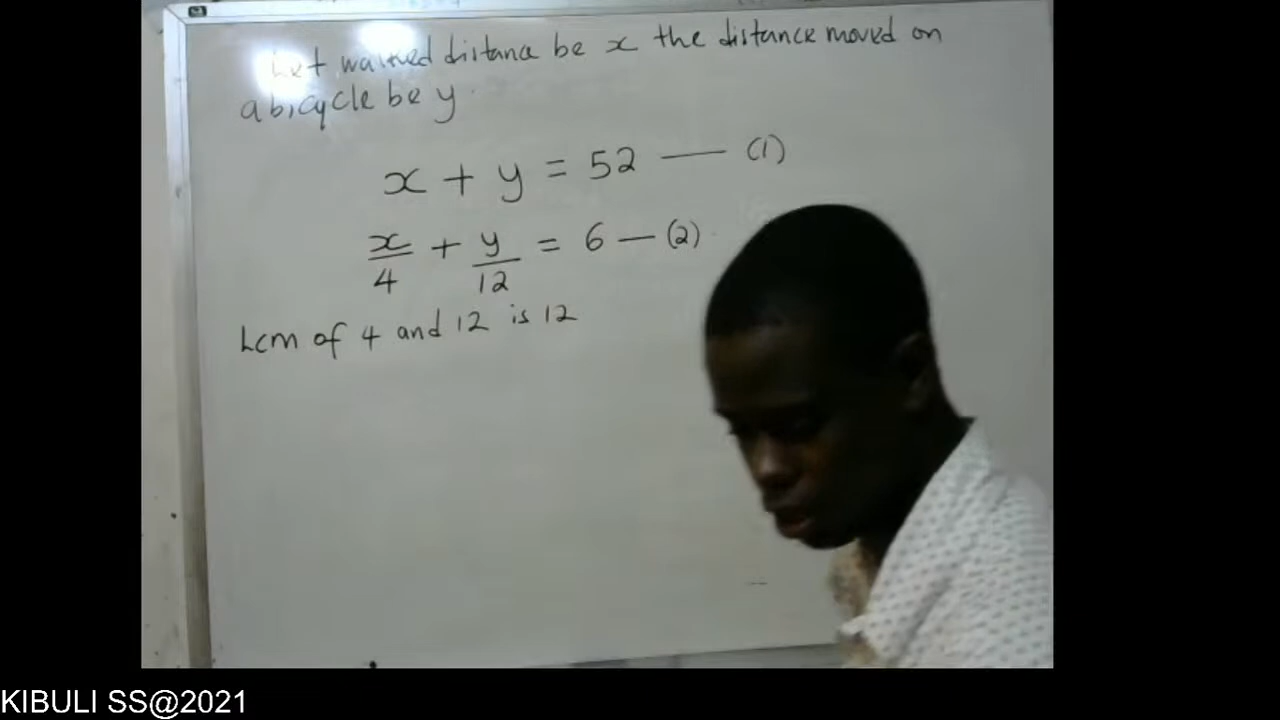 Let walked distance be x the distance moved on
a bicycle be y.
x + y = 52 — (1)
x/4 + y/12 = 6 — (2)
Lcm of 4 and 12 is 12
KIBULI SS@2021